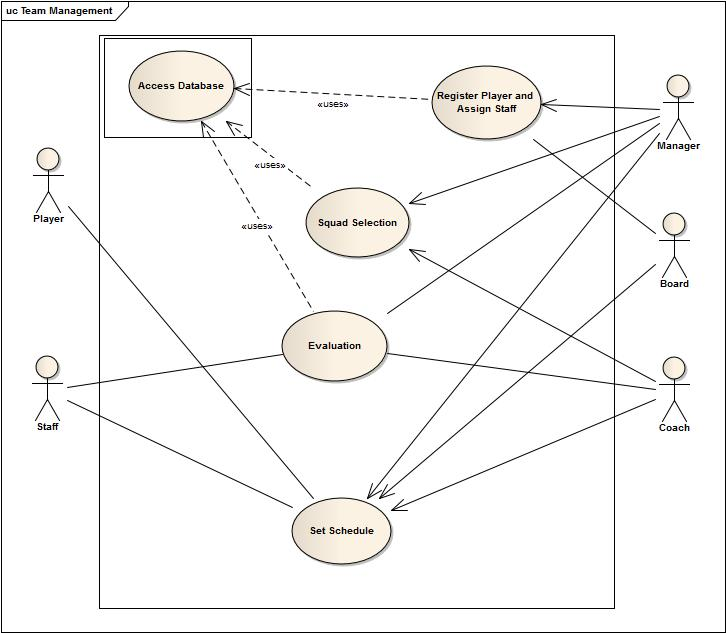 uc Team Management
Access Database
Register Player and
Assign Staff
«uses»
Manager
«uses»
Player
Squad Selection
«uses»
Board
Evaluation
Staff
Coach
Set Schedule